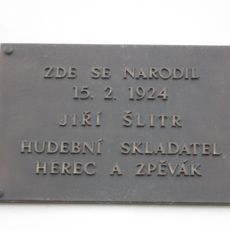 ZDE SE NARODIL
15. 2. 1924
JIŘÍ ŠLITR
HUDEBNÍ SKLADATEL
HEREC A ZPĚVÁK